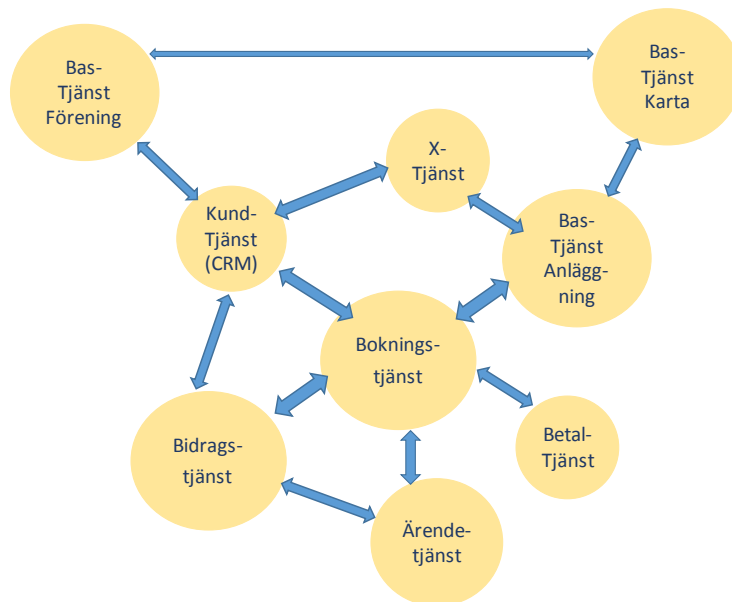 Bas-
Tjänst
Förening
Bas-
Tjänst
Karta
X-
Tjänst
Kund-
Tjänst
(CRM)
Bas-
Tjänst
Anlägg-
ning
Boknings-
tjänst
Bidrags-
tjänst
Betal-
Tjänst
Ärende-
tjänst